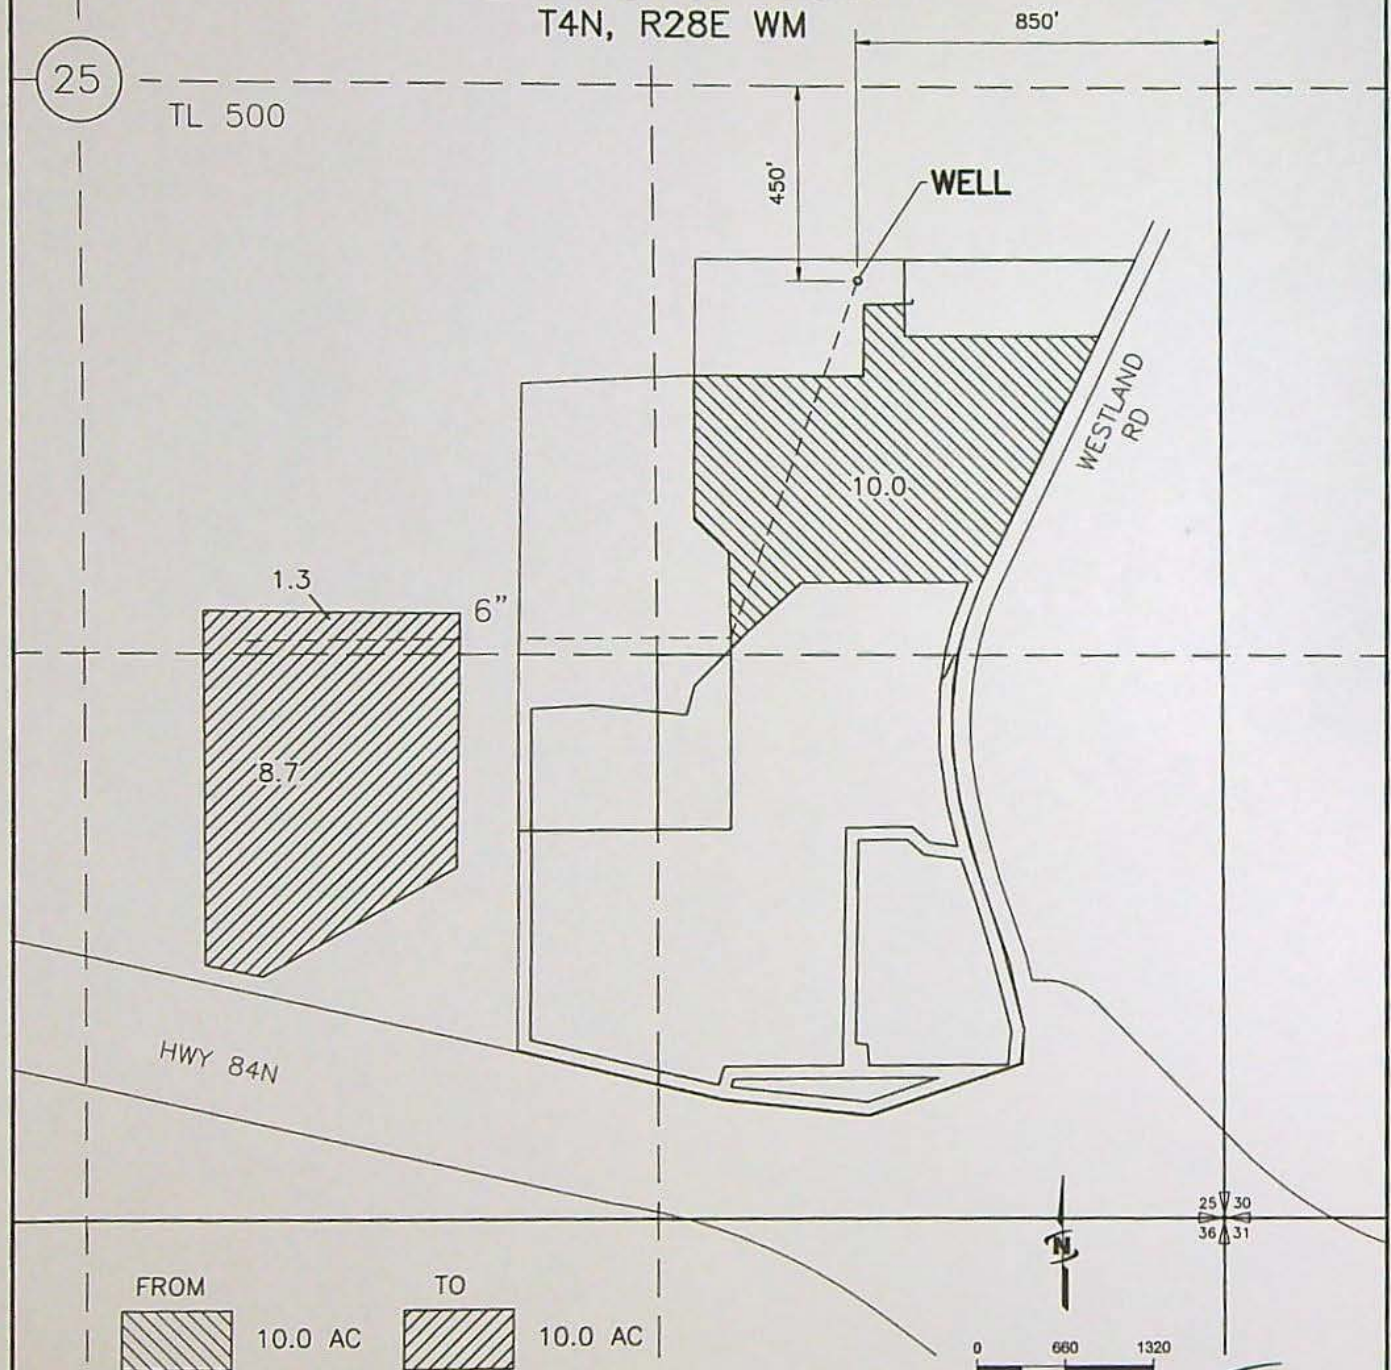 T4N, R28E WM
850'
25
TL 500
450'
WELL
WESTLAND
RD
10.0
1.3
6"
8.7
HWY 84N
25 30
36 31
N
FROM
TO
10.0 AC
10.0 AC
0 660 1320